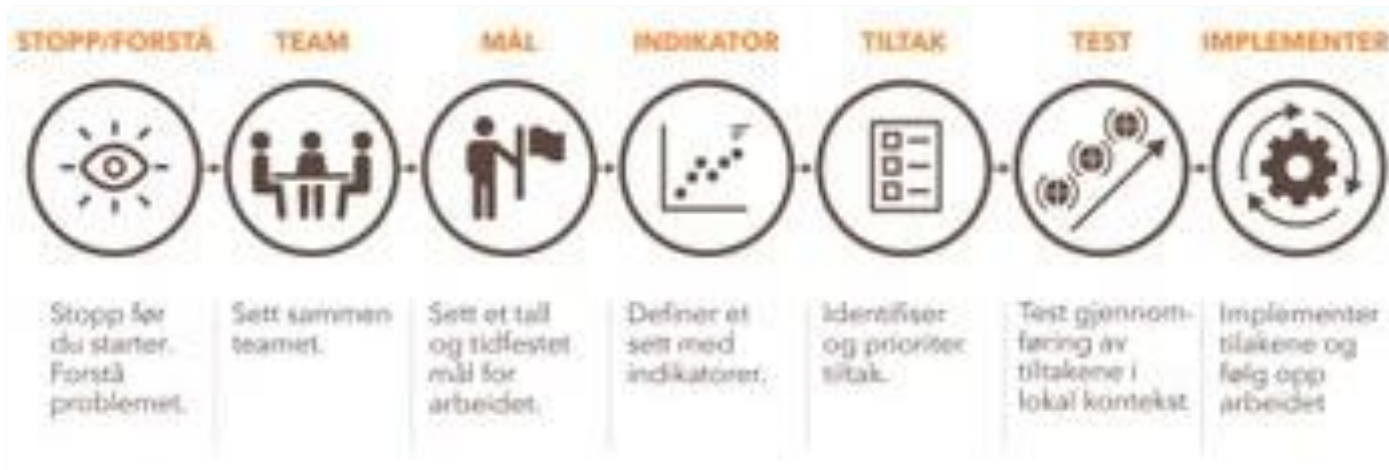 STOPP/FORSTÅ
TEAM
MÅL
INDIKATOR
TILTAK
TEST
IMPLEMENTER
Stopp før
du starter.
Forstå
problemet.
Sett sammen
teamet.
Sett et tall
og tidfestet
mål for
arbeidet.
Definer et
sett med
indikatorer.
Identifiser
og prioriter
tiltak.
Test gjennom-
føring av
tiltakene i
lokal kontekst
Implementer
tilakene og
følg opp
arbeidet